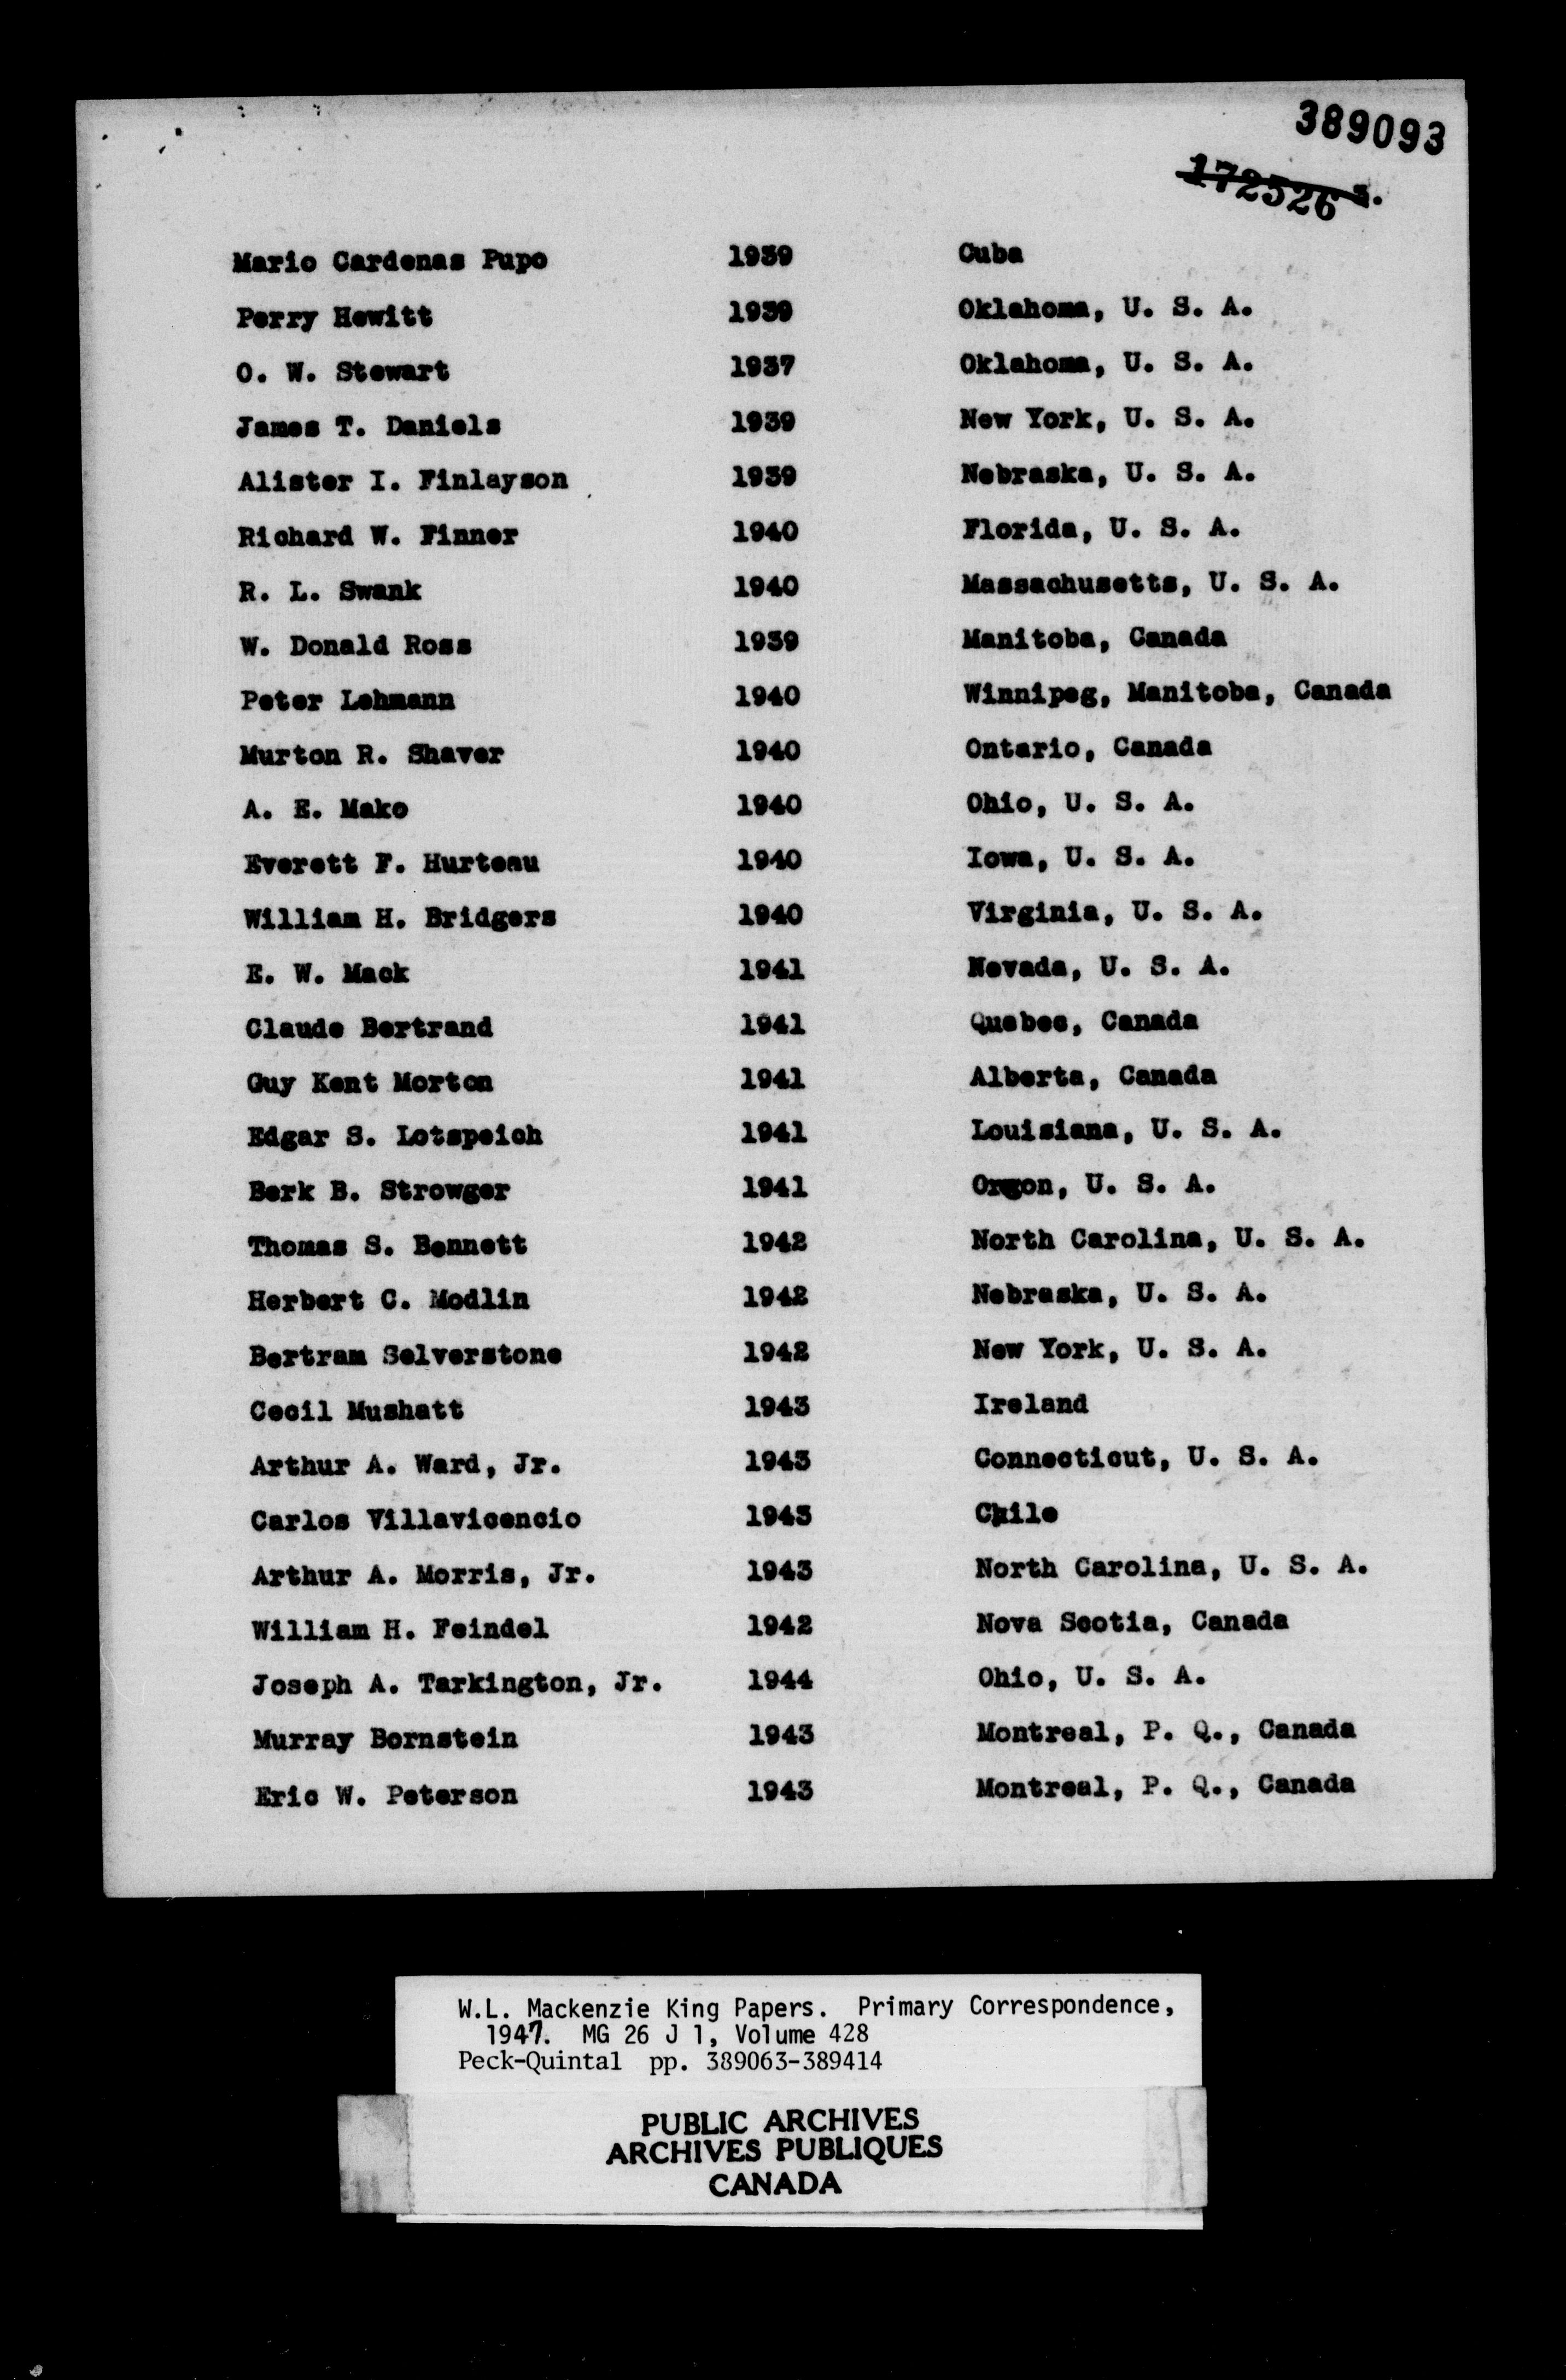 389093
172526 3.
Mario Cardenas Pupo 1939 Cuba
Perry Hewitt 1939 Oklahoma, U. S. A.
O. W. Stewart 1937 Oklahoma, U. S. A.
James T. Daniels 1939 New York, U. S. A.
Alister I. Finlayson 1939 Nebraska, U. S. A.
Richard W. Finner 1940 Florida, U. S. A.
R. L. Swank 1940 Massachusetts, U. S. A.
W. Donald Ross 1939 Manitoba, Canada
Peter Lehmann 1940 Winnipeg, Manitoba, Canada
Murton R. Shaver 1940 Ontario, Canada
A. E. Mako 1940 Ohio, U. S. A.
Everett F. Hurteau 1940 Iowa, U. S. A.
William H. Bridgers 1940 Virginia, U. S. A.
E. W. Mack 1941 Nevada, U. S. A.
Claude Bertrand 1941 Quebec, Canada
Guy Kent Morton 1941 Alberta, Canada
Edgar S. Lotspeich 1941 Louisiana, U. S. A.
Berk B. Strowger 1941 Oregon, U. S. A.
Thomas S. Bennett 1942 North Carolina, U. S. A.
Herbert C. Modlin 1942 Nebraska, U. S. A.
Bertram Selverstone 1942 New York, U. S. A.
Cecil Mushatt 1943 Ireland
Arthur A. Ward, Jr. 1943 Connecticut, U. S. A.
Carlos Villavicencio 1943 Chile
Arthur A. Morris, Jr. 1943 North Carolina, U. S. A.
William H. Feindel 1942 Nova Scotia, Canada
Joseph A. Tarkington, Jr. 1944 Ohio, U. S. A.
Murray Bornstein 1943 Montreal, P. Q., Canada
Eric W. Peterson 1943 Montreal, P. Q., Canada
W.L. Mackenzie King Papers. Primary Correspondence,
1947. MG 26 J 1, Volume 428
Peck-Quintal pp. 389063-389414
PUBLIC ARCHIVES
ARCHIVES PUBLIQUES
CANADA